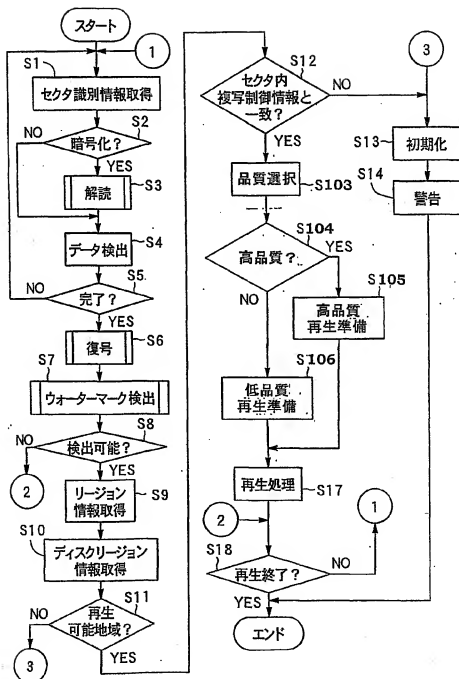 スタート
1
S1
セクタ識別情報取得
S2
NO
暗号化？
YES
解読
S3
データ検出
S4
S5
NO
完了？
YES
復号
S6
S7
ウォーターマーク検出
S8
NO
検出可能？
2
YES
リージョン
情報取得
S9
S10
ディスクリージョン
情報取得
S11
NO
再生
可能地域？
3
YES
S12
セクタ内
複写制御情報と
一致？
NO
YES
3
S13
初期化
S14
警告
品質選択
S103
S104
高品質？
YES
NO
S105
高品質
再生準備
S106
低品質
再生準備
再生処理
S17
2
1
S18
再生終了？
NO
YES
エンド